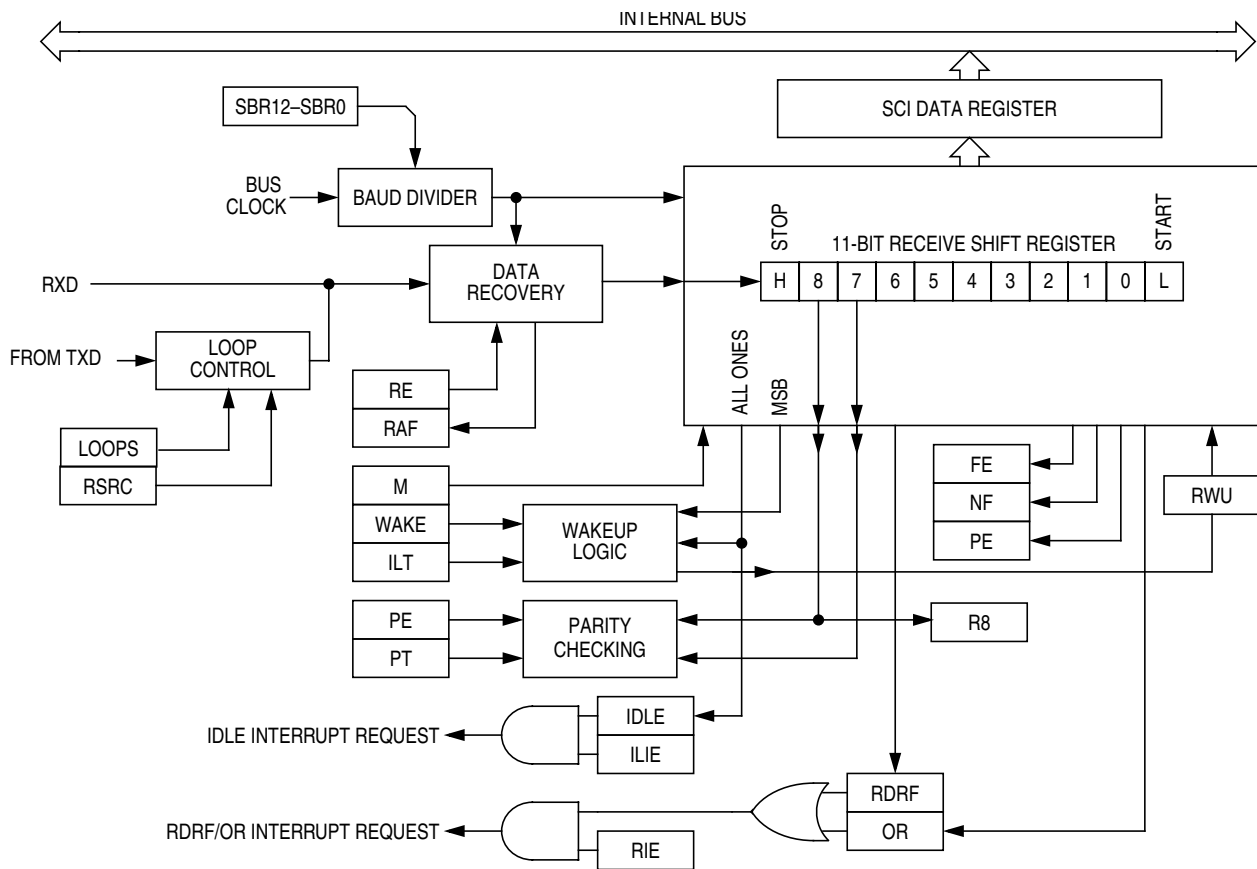 INTERNAL BUS
SBR12–SBR0
SCI DATA REGISTER
BUS
CLOCK
BAUD DIVIDER
STOP
11-BIT RECEIVE SHIFT REGISTER
START
H 8 7 6 5 4 3 2 1 0 L
RXD
DATA
RECOVERY
FROM TXD
LOOP
CONTROL
ALL ONES
MSB
RE
RAF
LOOPS
RSRC
M
WAKE
ILT
WAKEUP
LOGIC
FE
NF
PE
RWU
PE
PT
PARITY
CHECKING
R8
IDLE INTERRUPT REQUEST
IDLE
ILIE
RDRF/OR INTERRUPT REQUEST
RDRF
OR
RIE